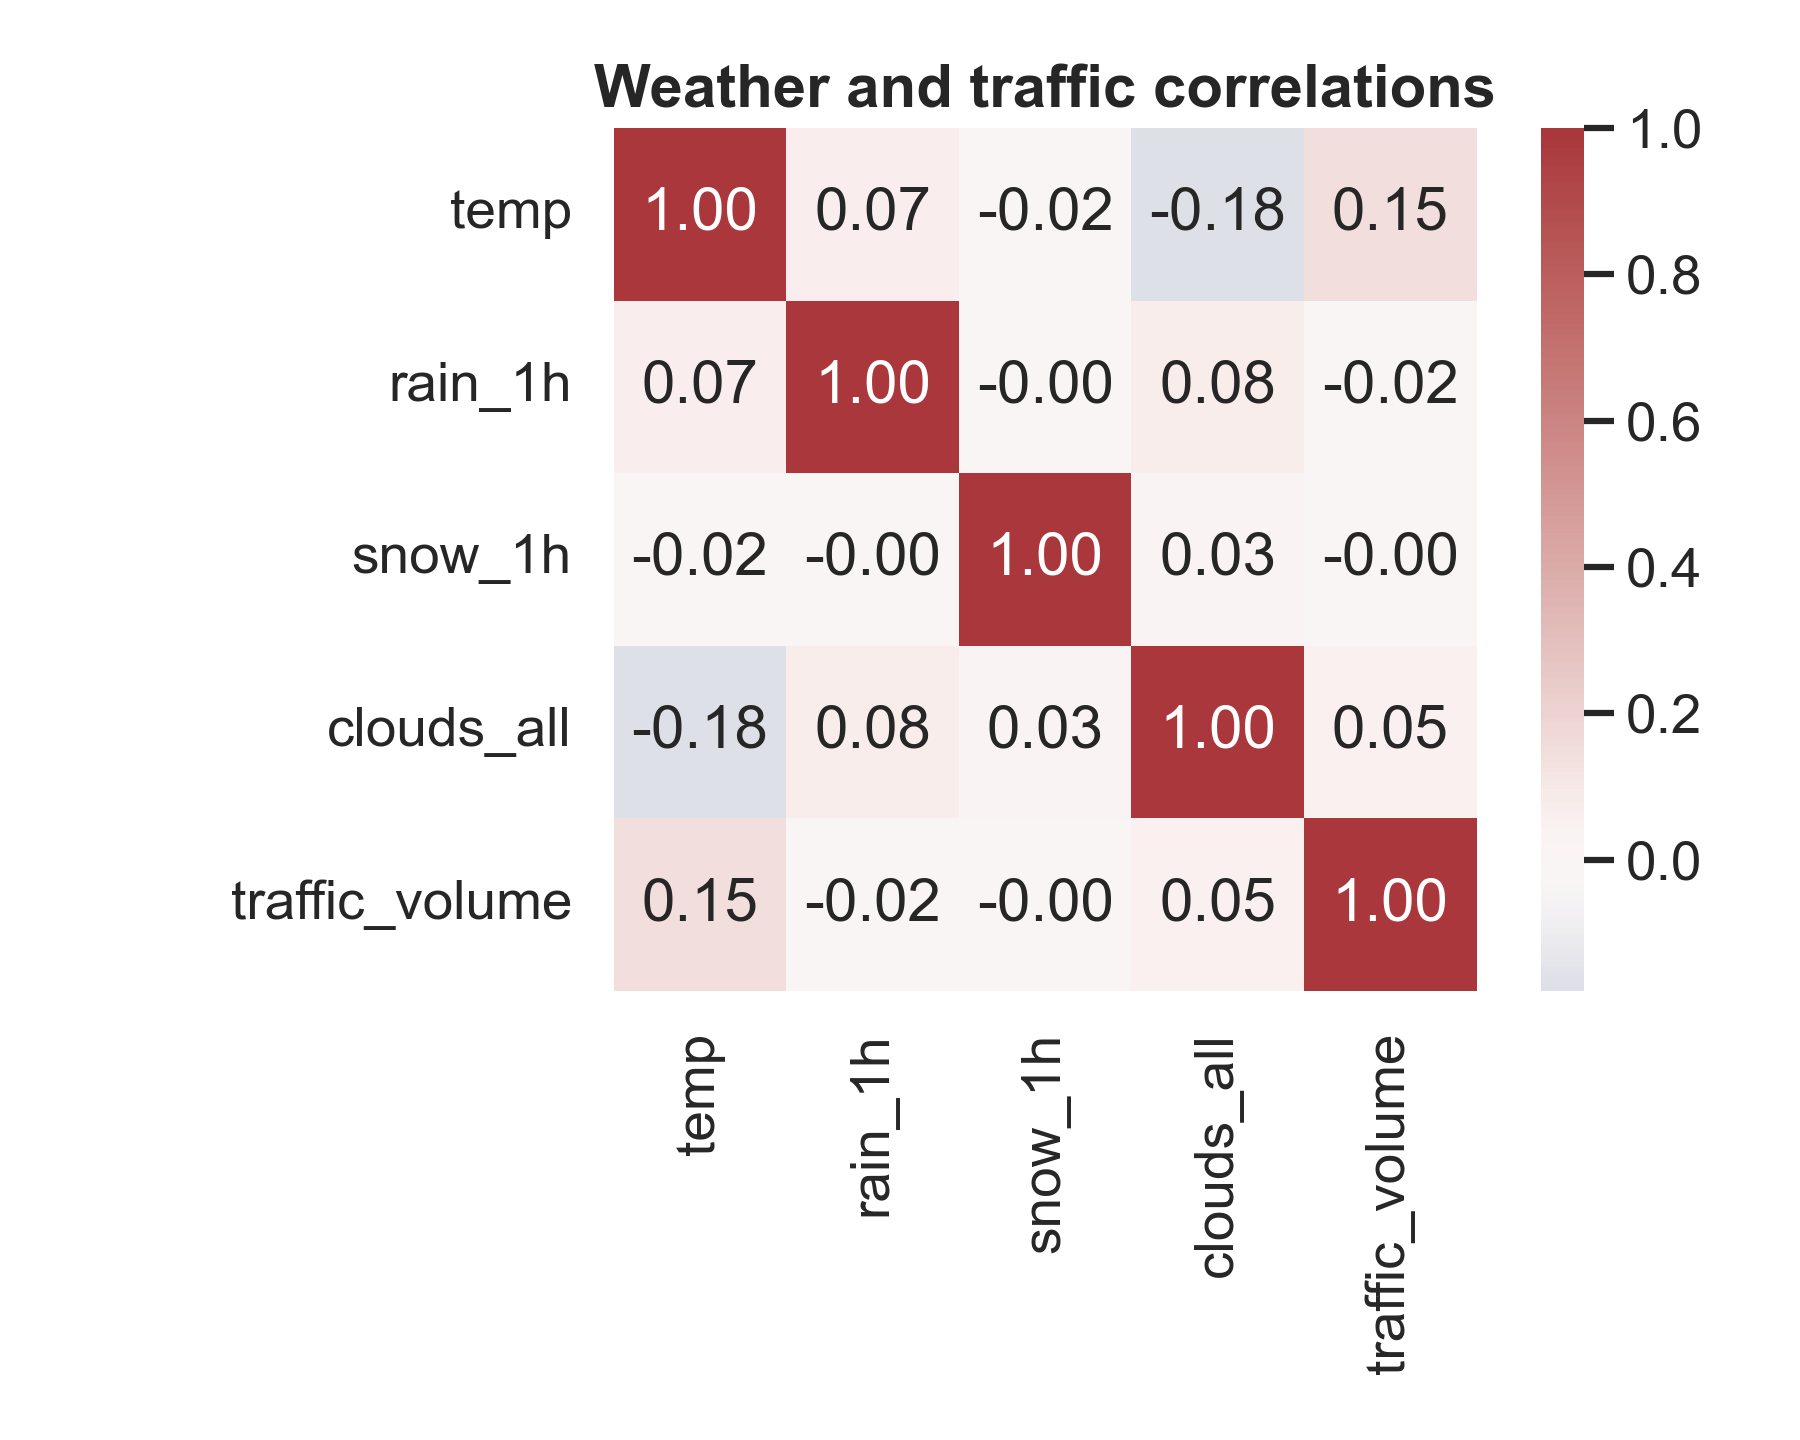 Weather and traffic correlations
temp 1.00 0.07 -0.02 -0.18 0.15
rain_1h 0.07 1.00 -0.00 0.08 -0.02
snow_1h -0.02 -0.00 1.00 0.03 -0.00
clouds_all -0.18 0.08 0.03 1.00 0.05
traffic_volume 0.15 -0.02 -0.00 0.05 1.00
temp
rain_1h
snow_1h
clouds_all
traffic_volume
1.0
0.8
0.6
0.4
0.2
0.0